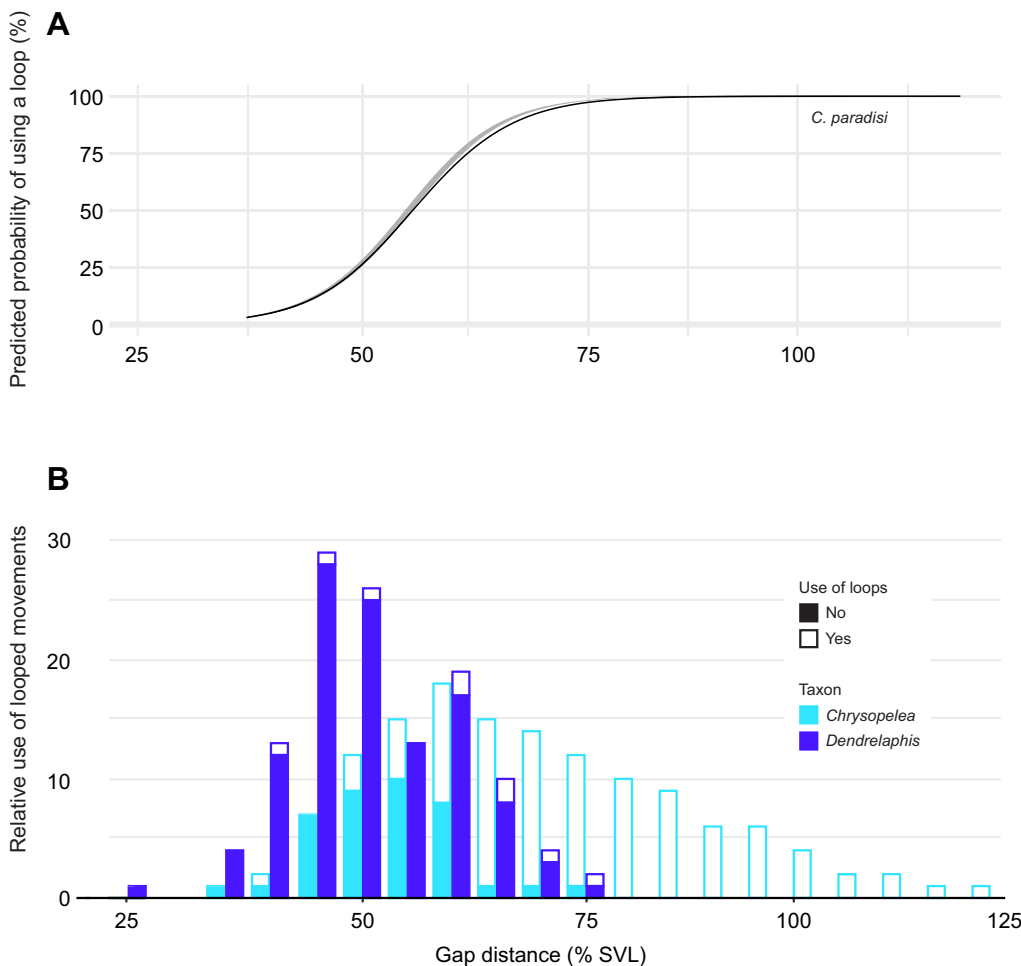 A
Predicted probability of using a loop (%)
100
75
50
25
0
C. paradisi
25 50 75 100
B
Relative use of looped movements
30
20
10
0
Use of loops
No
Yes
Taxon
Chrysopelea
Dendrelaphis
25 50 75 100 125
Gap distance (% SVL)